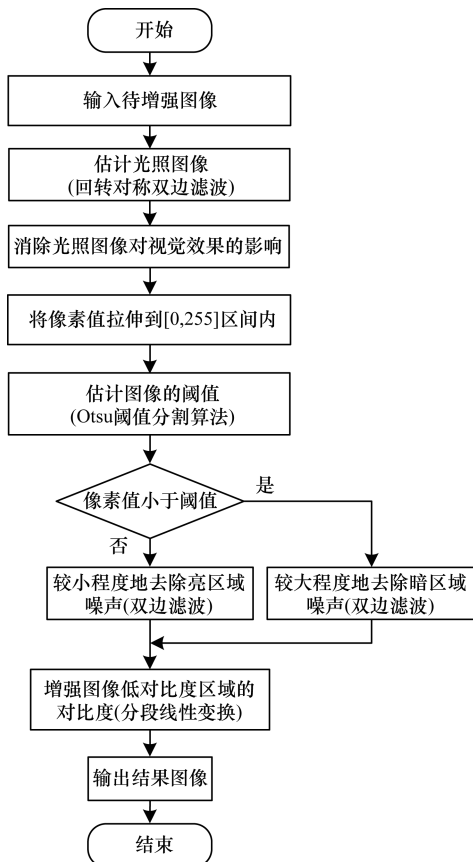 开始
输入待增强图像
估计光照图像
(回转对称双边滤波)
消除光照图像对视觉效果的影响
将像素值拉伸到[0,255]区间内
估计图像的阈值
(Otsu阈值分割算法)
像素值小于阈值
是
否
较小程度地去除亮区域
噪声(双边滤波)
较大程度地去除暗区域
噪声(双边滤波)
增强图像低对比度区域的
对比度(分段线性变换)
输出结果图像
结束